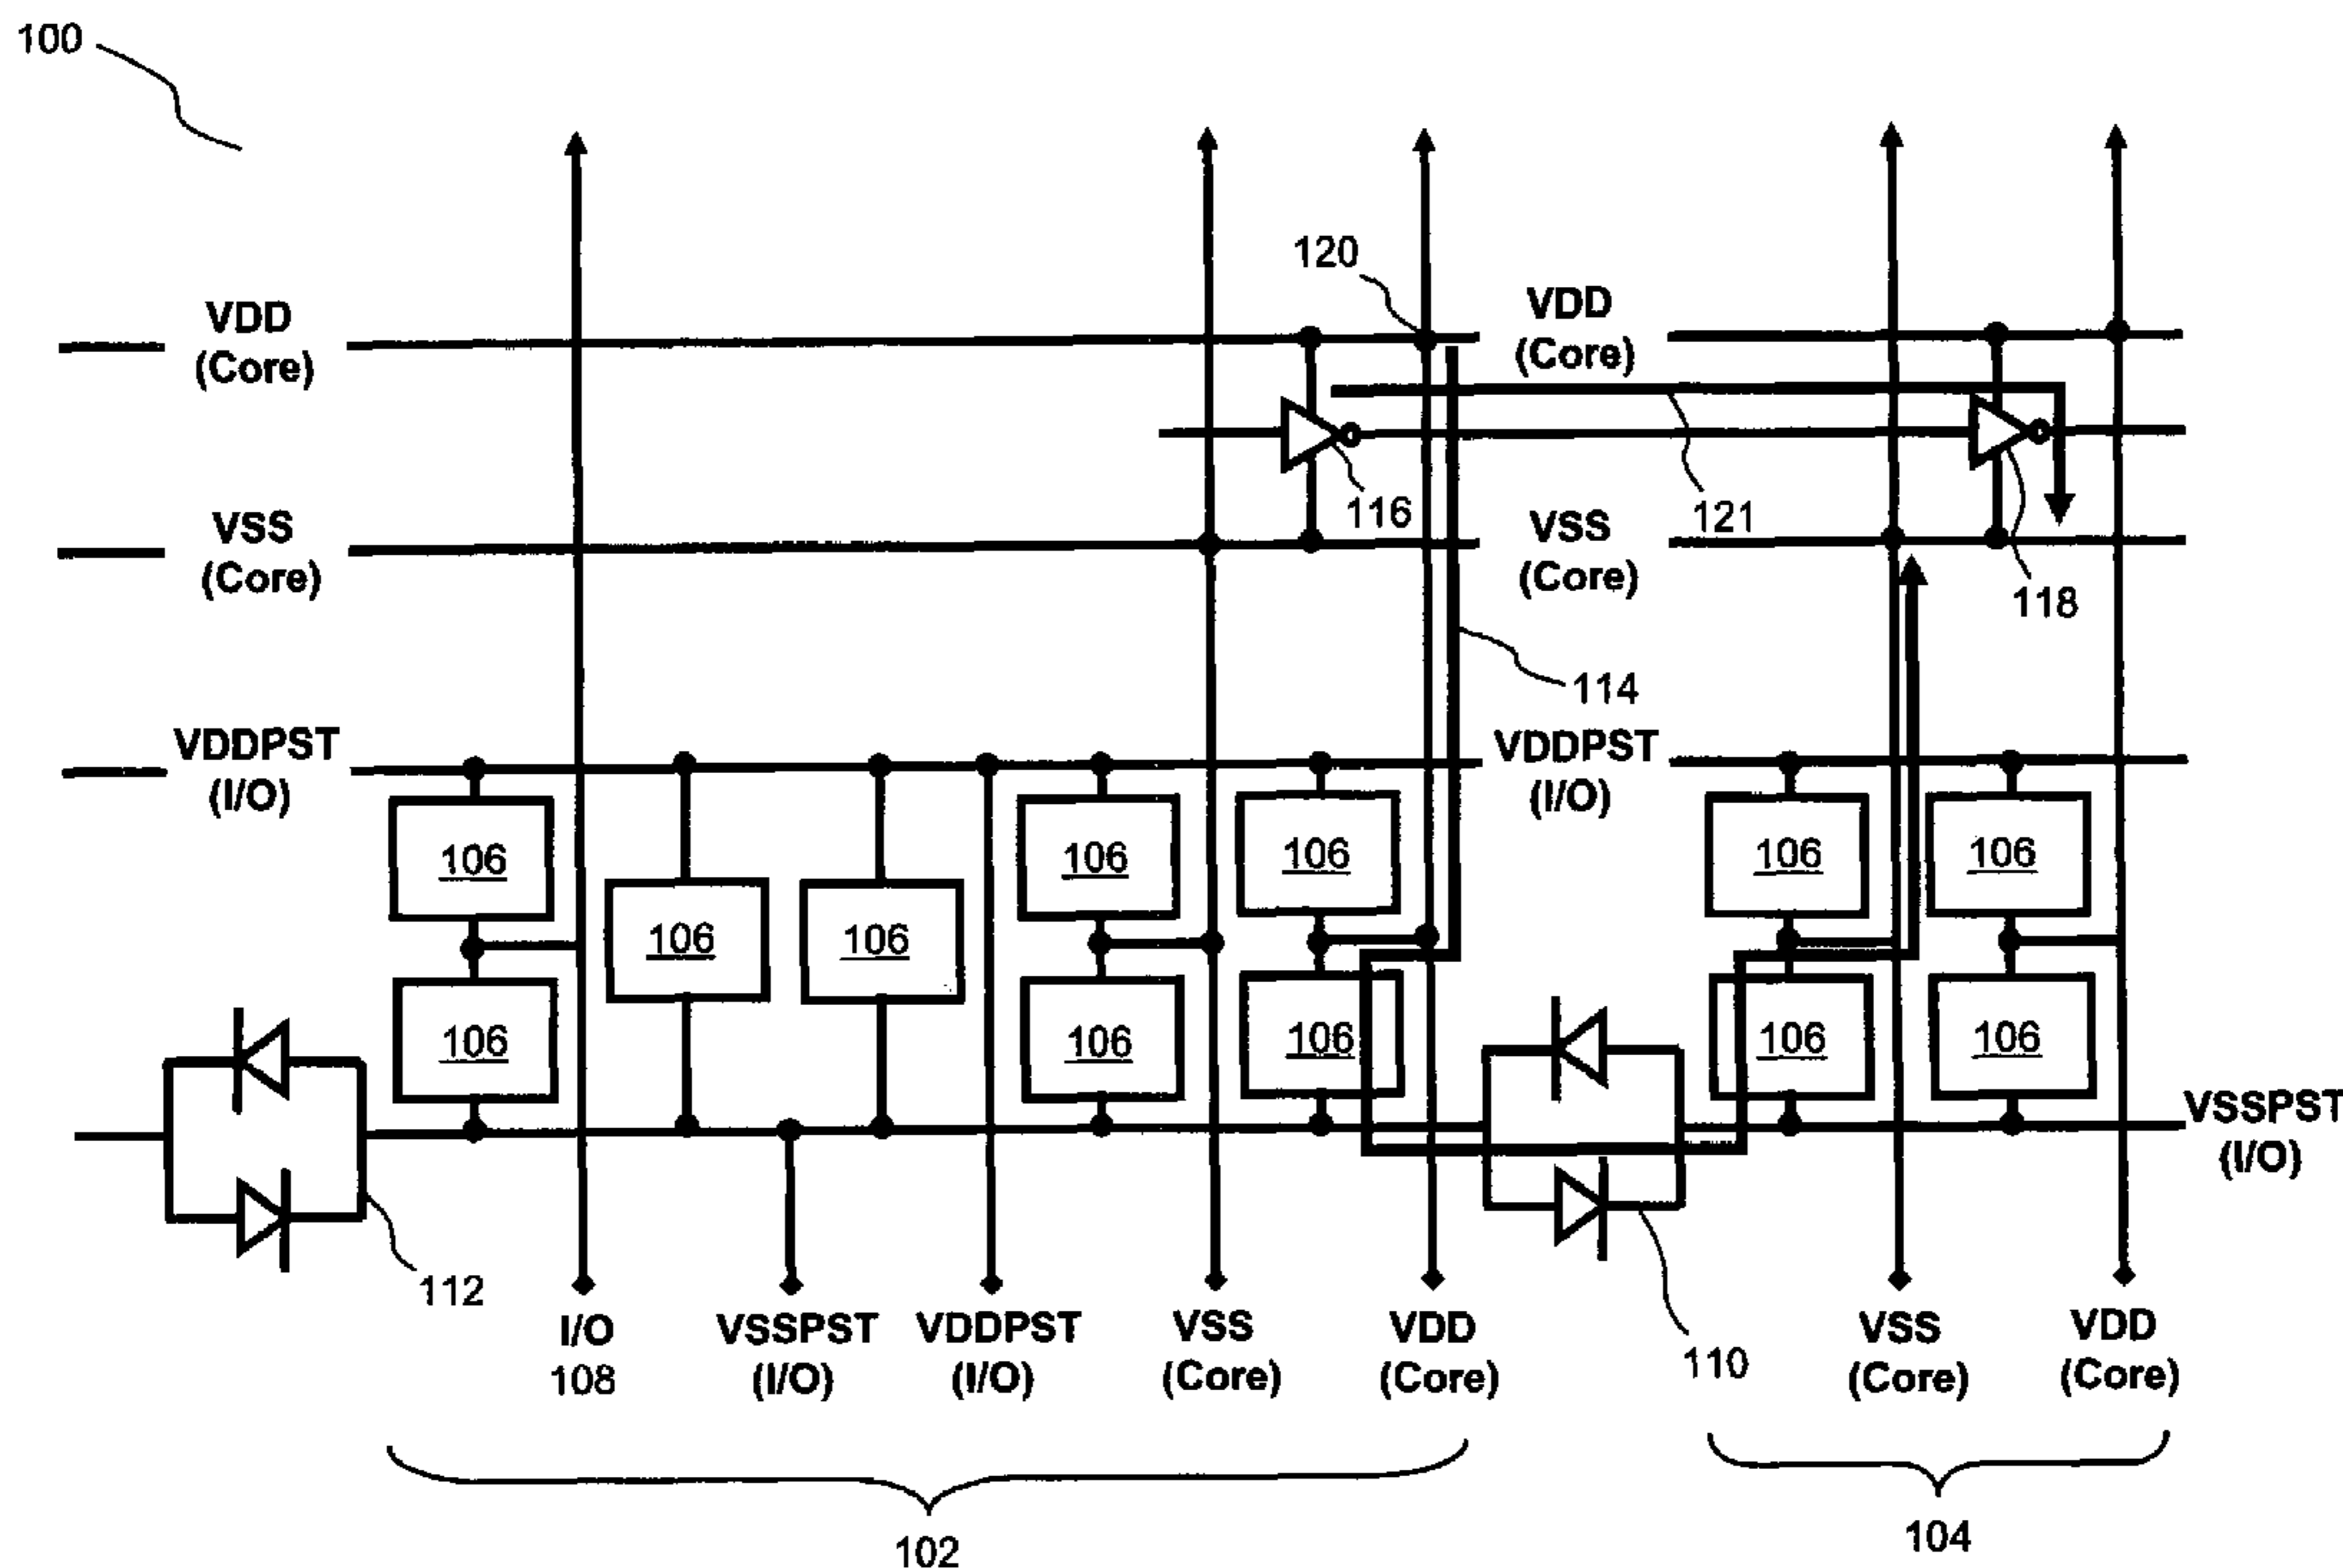 100
120
VDD
(Core)
VDD
(Core)
116
121
VSS
(Core)
VSS
(Core)
118
114
VDDPST
(I/O)
VDDPST
(I/O)
106
106
106
106
106
106
106
106
106
106
106
106
VSSPST
(I/O)
112
110
I/O
108
VSSPST
(I/O)
VDDPST
(I/O)
VSS
(Core)
VDD
(Core)
VSS
(Core)
VDD
(Core)
102
104